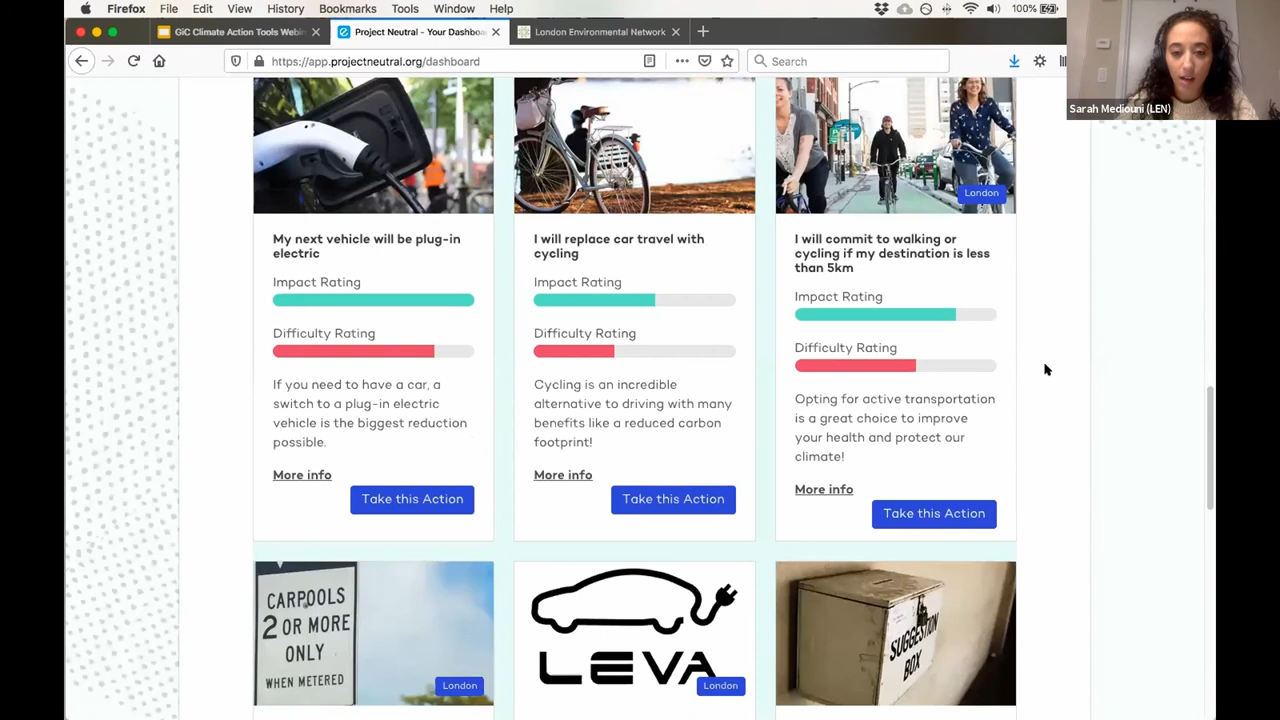 Firefox File Edit View History Bookmarks Tools Window Help 100%
GiC Climate Action Tools Webin
Project Neutral - Your Dashboa
London Environmental Network
https://app.projectneutral.org/dashboard
Search
Sarah Mediouni (LEN)
London
My next vehicle will be plug-in
electric
Impact Rating
Difficulty Rating
If you need to have a car, a
switch to a plug-in electric
vehicle is the biggest reduction
possible.
More info
Take this Action
I will replace car travel with
cycling
Impact Rating
Difficulty Rating
Cycling is an incredible
alternative to driving with many
benefits like a reduced carbon
footprint!
More info
Take this Action
I will commit to walking or
cycling if my destination is less
than 5km
Impact Rating
Difficulty Rating
Opting for active transportation
is a great choice to improve
your health and protect our
climate!
More info
Take this Action
CARPOOLS
2 OR MORE
ONLY
WHEN METERED
London
LEVA
London
SUGGESTION
BOX